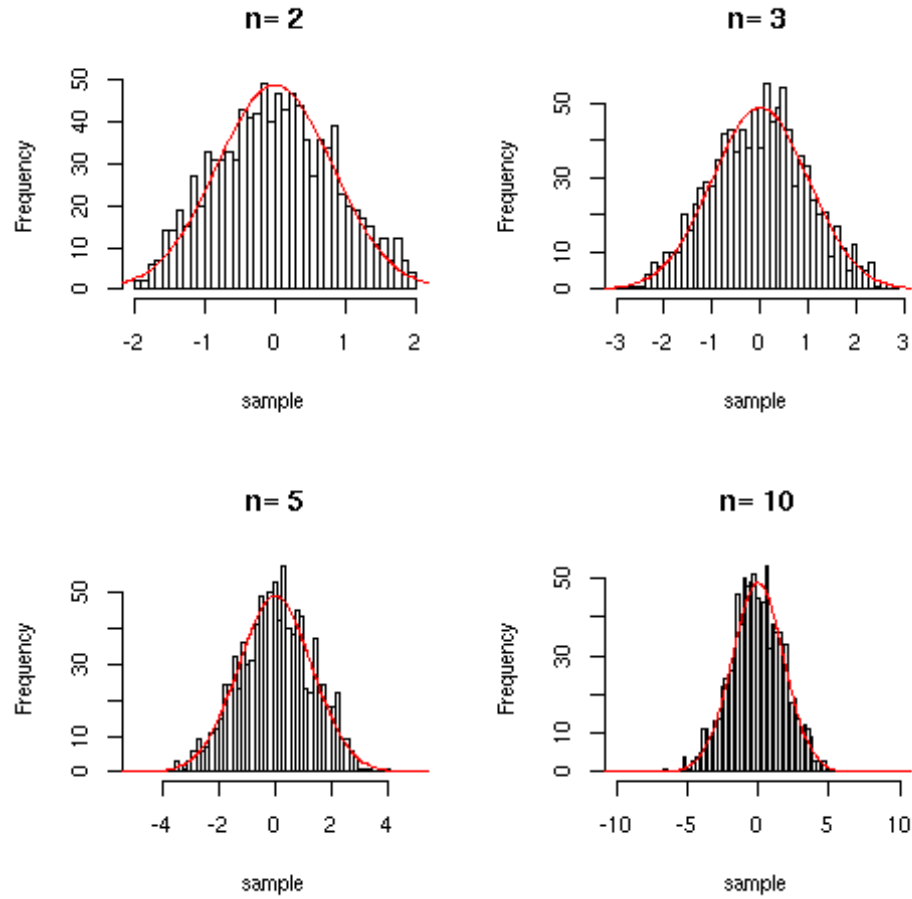 n= 2
Frequency
0 10 20 30 40 50
-2 -1 0 1 2
sample
n= 3
Frequency
0 10 30 50
-3 -2 -1 0 1 2 3
sample
n= 5
Frequency
0 10 30 50
-4 -2 0 2 4
sample
n= 10
Frequency
0 10 30 50
-10 -5 0 5 10
sample